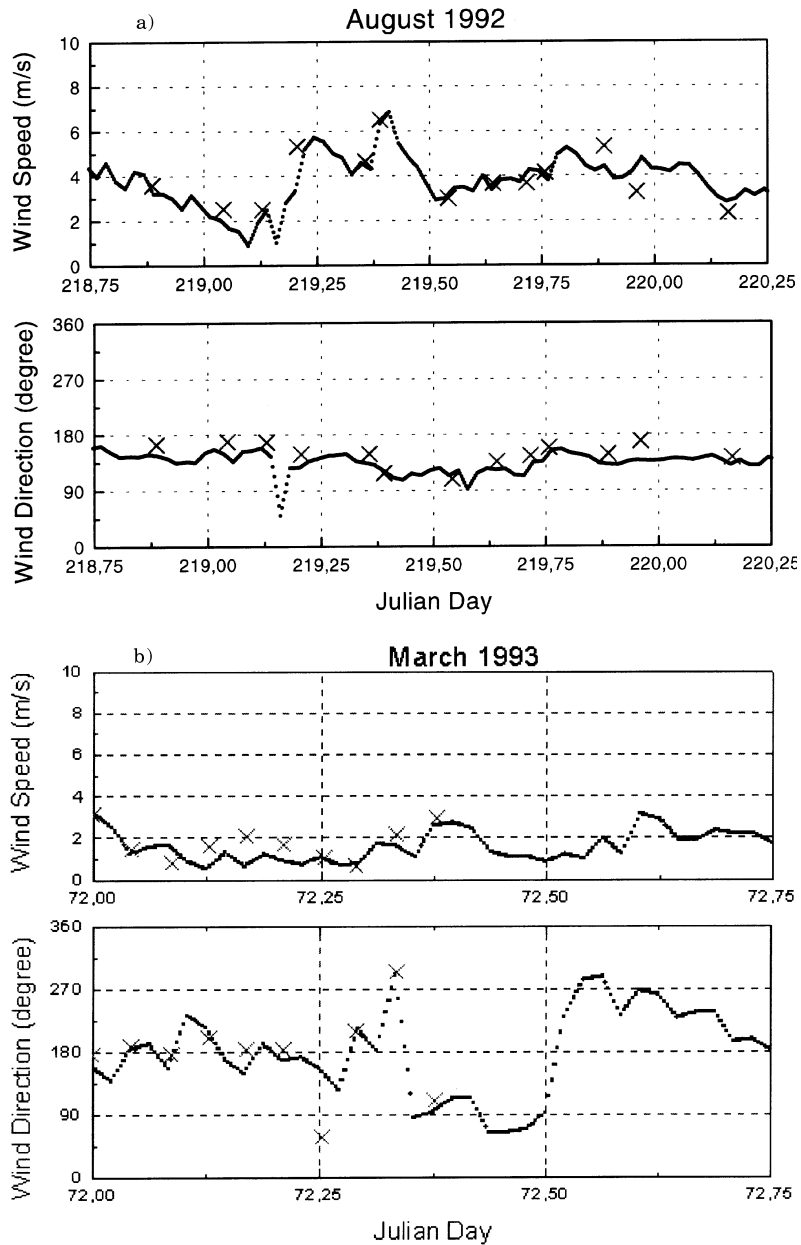 a)
August 1992
Wind Speed (m/s)
10
8
6
4
2
0
218,75 219,00 219,25 219,50 219,75 220,00 220,25
Wind Direction (degree)
360
270
180
90
0
218,75 219,00 219,25 219,50 219,75 220,00 220,25
Julian Day
b)
March 1993
Wind Speed (m/s)
10
8
6
4
2
0
72,00 72,25 72,50 72,75
Wind Direction (degree)
360
270
180
90
0
72,00 72,25 72,50 72,75
Julian Day